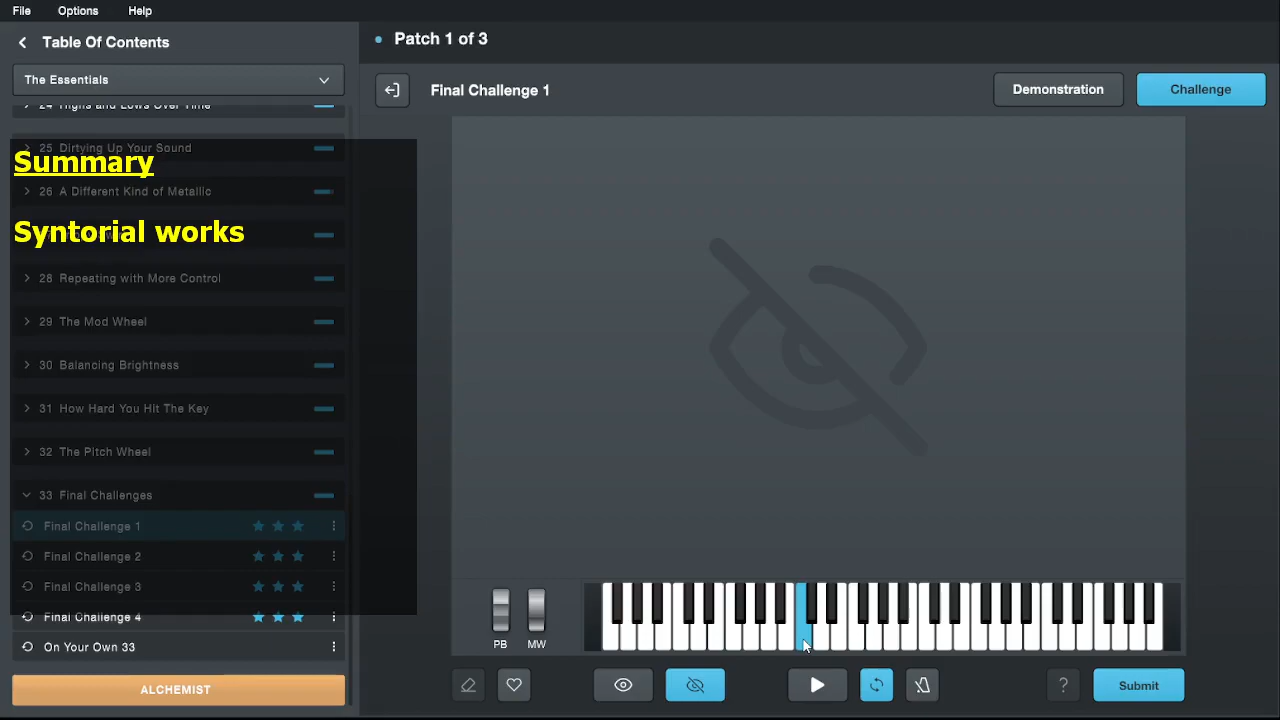 File Options Help
Table Of Contents
The Essentials
24 Highs and Lows Over Time
25 Dirtying Up Your Sound
Summary
26 A Different Kind of Metallic
Syntorial works
28 Repeating with More Control
29 The Mod Wheel
30 Balancing Brightness
31 How Hard You Hit The Key
32 The Pitch Wheel
33 Final Challenges
Final Challenge 1
Final Challenge 2
Final Challenge 3
Final Challenge 4
On Your Own 33
ALCHEMIST
Patch 1 of 3
Final Challenge 1
Demonstration
Challenge
PB MW
?
Submit